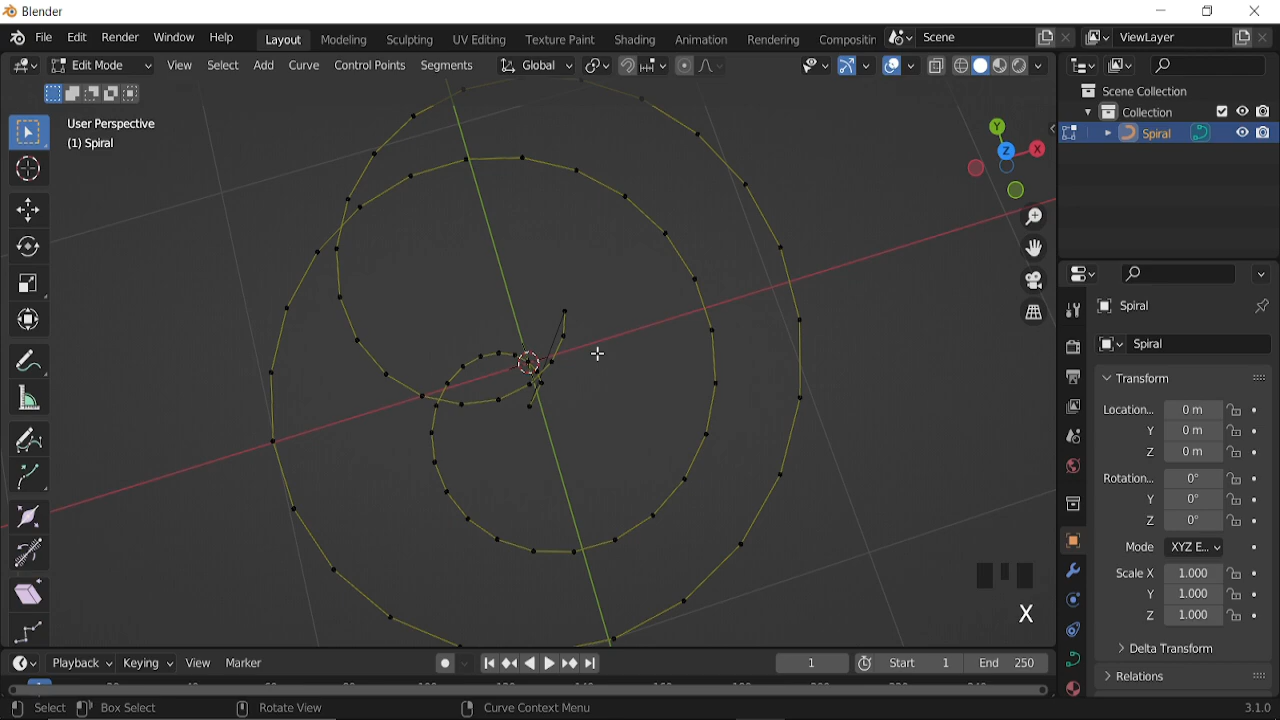 Blender
File Edit Render Window Help Layout Modeling Sculpting UV Editing Texture Paint Shading Animation Rendering Compositin Scene ViewLayer
Edit Mode View Select Add Curve Control Points Segments Global
User Perspective
(1) Spiral
Y
X
Z
Scene Collection
Collection
Spiral
Spiral
Spiral
Transform
Location... 0 m
Y 0 m
Z 0 m
Rotation... 0°
Y 0°
Z 0°
Mode XYZ E...
Scale X 1.000
Y 1.000
Z 1.000
Delta Transform
Relations
X
Playback Keying View Marker 1 Start 1 End 250
Select Box Select Rotate View Curve Context Menu 3.1.0